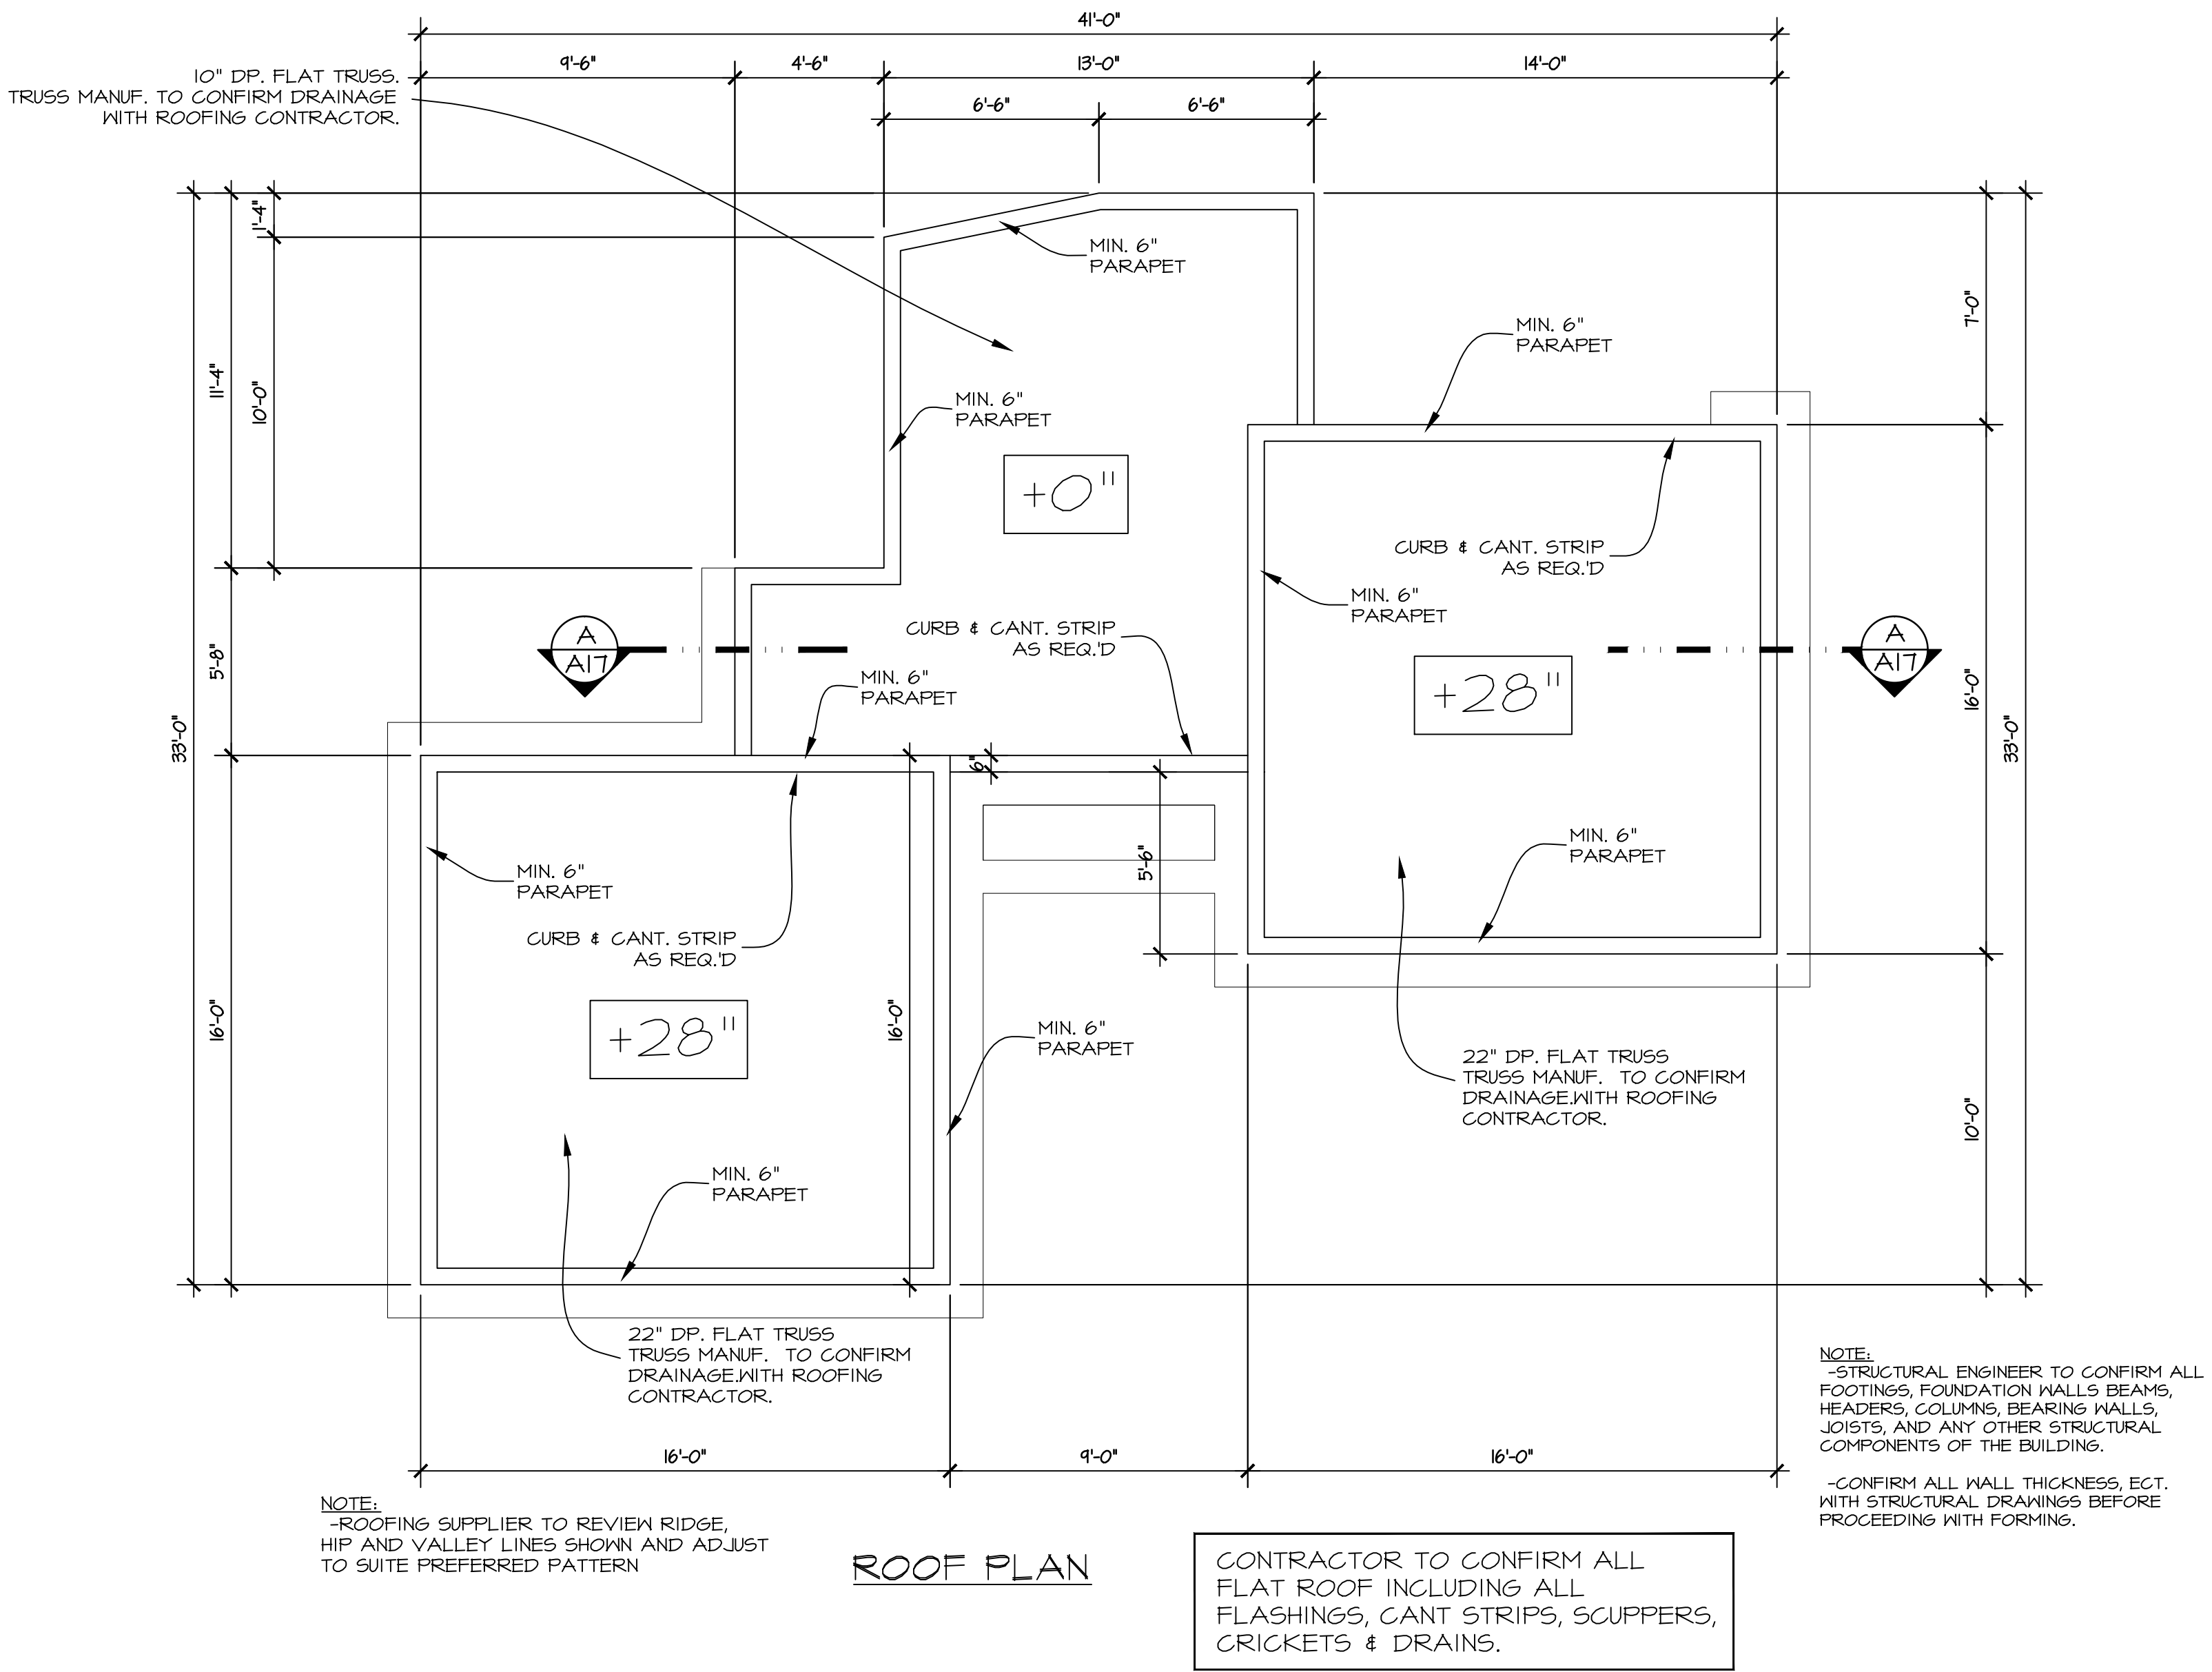 41'-0"
9'-6"
4'-6"
13'-0"
14'-0"
6'-6"
6'-6"
10" DP. FLAT TRUSS.
TRUSS MANUF. TO CONFIRM DRAINAGE
WITH ROOFING CONTRACTOR.
1'-4"
11'-4"
10'-0"
5'-8"
33'-0"
16'-0"
7'-0"
16'-0"
33'-0"
10'-0"
MIN. 6"
PARAPET
MIN. 6"
PARAPET
MIN. 6"
PARAPET
+0"
CURB & CANT. STRIP
AS REQ.'D
MIN. 6"
PARAPET
CURB & CANT. STRIP
AS REQ.'D
A
A17
A
A17
MIN. 6"
PARAPET
+28"
6"
5'-6"
MIN. 6"
PARAPET
MIN. 6"
PARAPET
CURB & CANT. STRIP
AS REQ.'D
+28"
16'-0"
MIN. 6"
PARAPET
22" DP. FLAT TRUSS
TRUSS MANUF. TO CONFIRM
DRAINAGE.WITH ROOFING
CONTRACTOR.
MIN. 6"
PARAPET
22" DP. FLAT TRUSS
TRUSS MANUF. TO CONFIRM
DRAINAGE.WITH ROOFING
CONTRACTOR.
16'-0"
9'-0"
16'-0"
NOTE:
-STRUCTURAL ENGINEER TO CONFIRM ALL
FOOTINGS, FOUNDATION WALLS BEAMS,
HEADERS, COLUMNS, BEARING WALLS,
JOISTS, AND ANY OTHER STRUCTURAL
COMPONENTS OF THE BUILDING.
-CONFIRM ALL WALL THICKNESS, ECT.
WITH STRUCTURAL DRAWINGS BEFORE
PROCEEDING WITH FORMING.
NOTE:
-ROOFING SUPPLIER TO REVIEW RIDGE,
HIP AND VALLEY LINES SHOWN AND ADJUST
TO SUITE PREFERRED PATTERN
ROOF PLAN
CONTRACTOR TO CONFIRM ALL
FLAT ROOF INCLUDING ALL
FLASHINGS, CANT STRIPS, SCUPPERS,
CRICKETS & DRAINS.